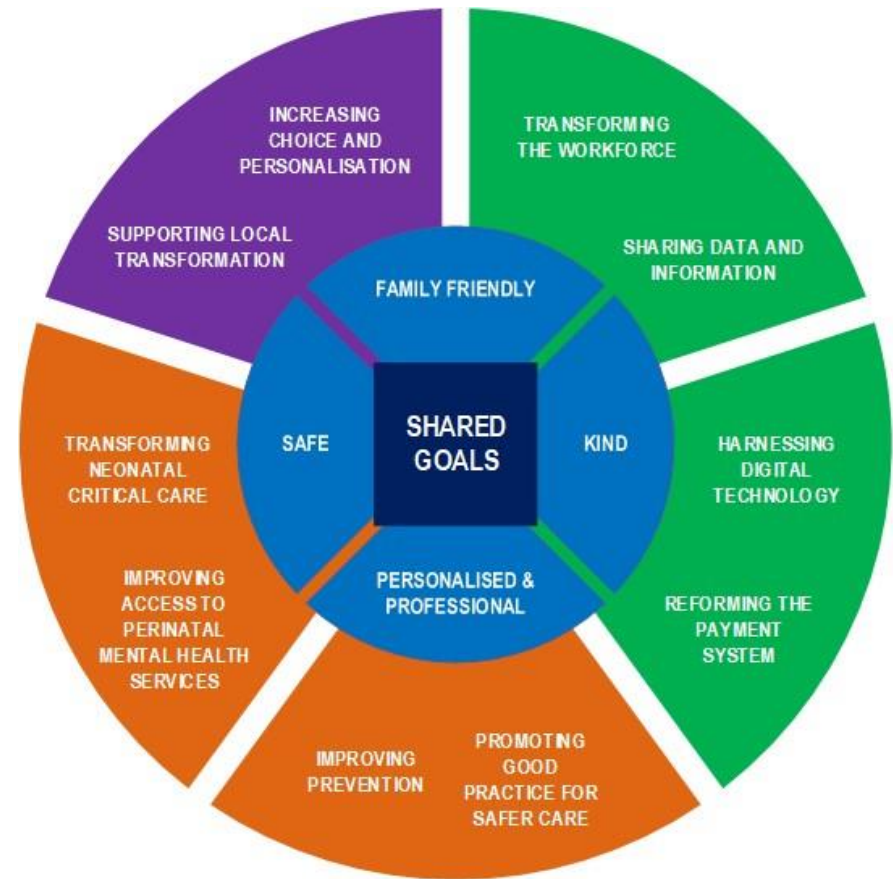 INCREASING
CHOICE AND
PERSONALISATION
SUPPORTING LOCAL
TRANSFORMATION
TRANSFORMING
THE WORKFORCE
SHARING DATA AND
INFORMATION
FAMILY FRIENDLY
SAFE
SHARED
GOALS
KIND
PERSONALISED &
PROFESSIONAL
HARNESSING
DIGITAL
TECHNOLOGY
REFORMING THE
PAYMENT
SYSTEM
TRANSFORMING
NEONATAL
CRITICAL CARE
IMPROVING
ACCESS TO
PERINATAL
MENTAL HEALTH
SERVICES
IMPROVING
PREVENTION
PROMOTING
GOOD
PRACTICE FOR
SAFER CARE